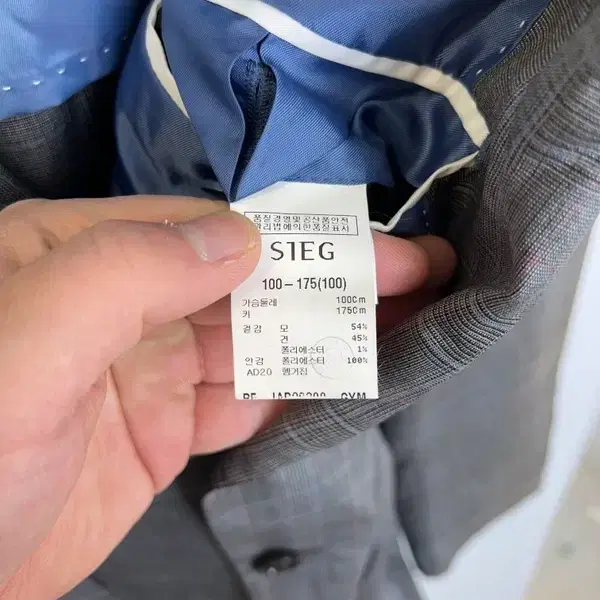 품질경영및공산품안전
관리법에의한품질표시
STEG
100-175(100)
가슴둘레 100Cm
키 175Cm
겉감 모 54%
견 45%
폴리에스터 1%
안감 폴리에스터 100%
AD20 헹거짐